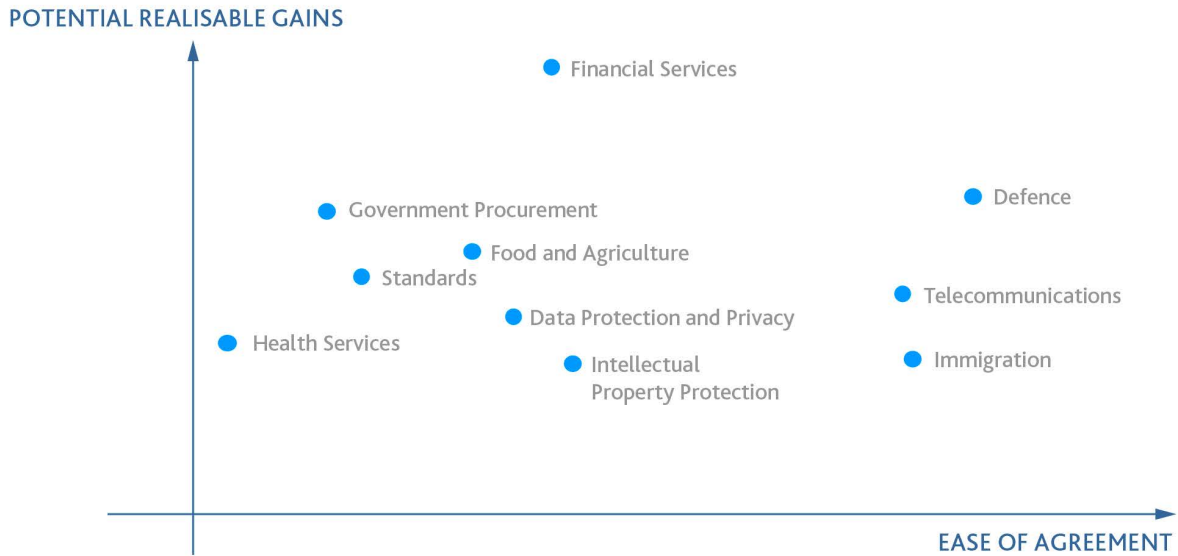 POTENTIAL REALISABLE GAINS
Financial Services
Defence
Government Procurement
Food and Agriculture
Standards
Telecommunications
Data Protection and Privacy
Health Services
Intellectual
Property Protection
Immigration
EASE OF AGREEMENT